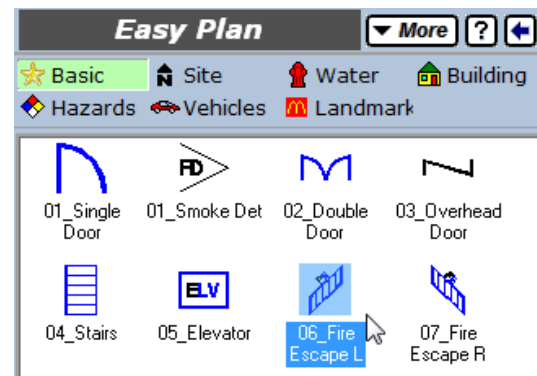 Easy Plan More ?
Basic Site Water Building
Hazards Vehicles Landmark
01_Single Door 01_Smoke Det 02_Double Door 03_Overhead Door
ELV
04_Stairs 05_Elevator 06_Fire Escape L 07_Fire Escape R